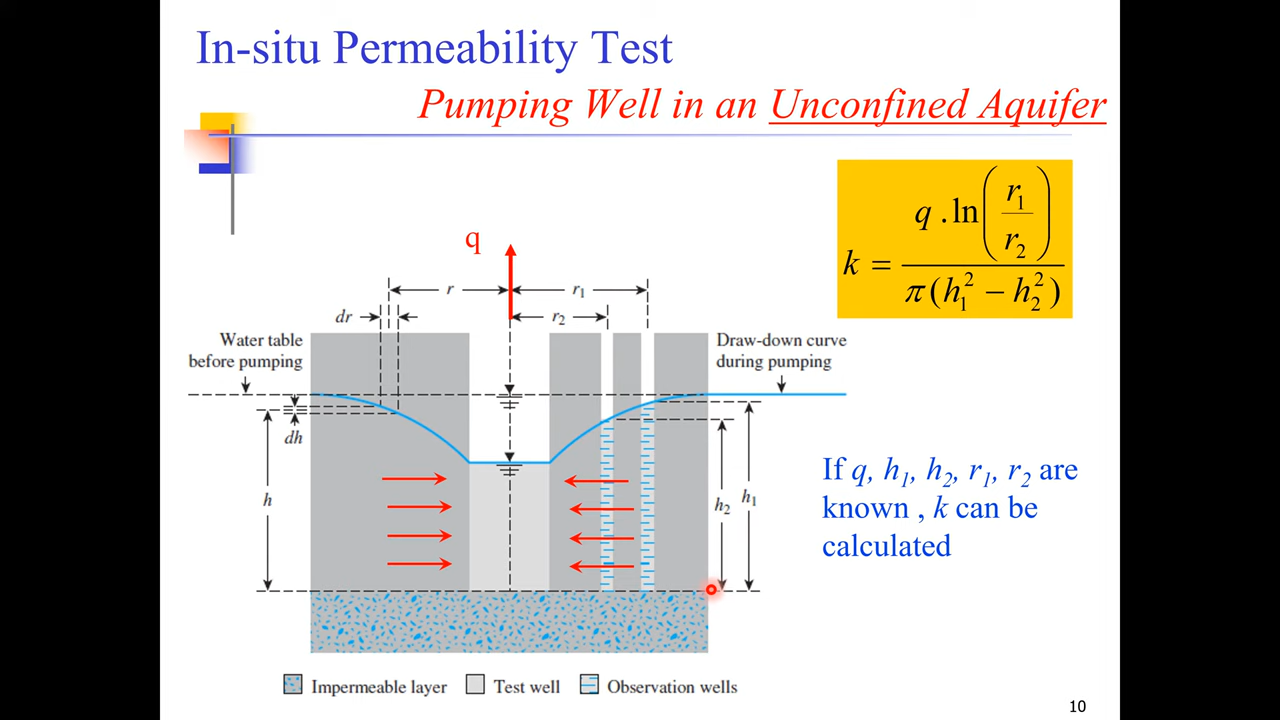 In-situ Permeability Test
Pumping Well in an Unconfined Aquifer
k = q . ln(r₁/r₂) / π(h₁² − h₂²)
q
r
r₁
dr
r₂
Water table
before pumping
Draw-down curve
during pumping
dh
h
h₂
h₁
If q, h₁, h₂, r₁, r₂ are
known , k can be
calculated
Impermeable layer
Test well
Observation wells
10